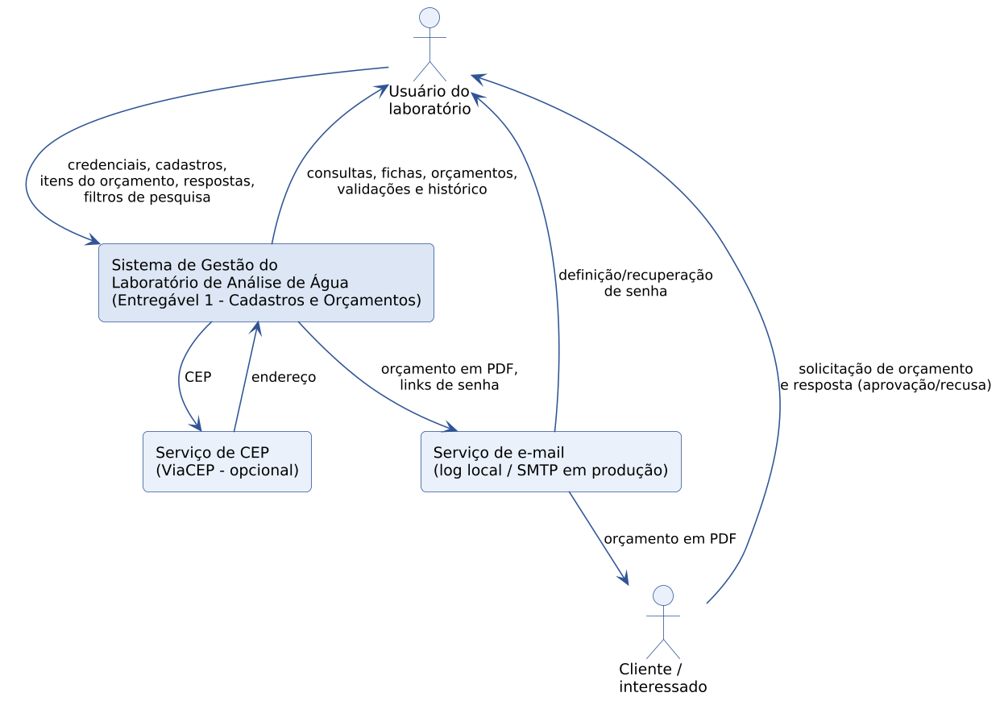 Usuário do
laboratório
credenciais, cadastros,
itens do orçamento, respostas,
filtros de pesquisa
consultas, fichas, orçamentos,
validações e histórico
Sistema de Gestão do
Laboratório de Análise de Água
(Entregável 1 - Cadastros e Orçamentos)
definição/recuperação
de senha
CEP
endereço
orçamento em PDF,
links de senha
solicitação de orçamento
e resposta (aprovação/recusa)
Serviço de CEP
(ViaCEP - opcional)
Serviço de e-mail
(log local / SMTP em produção)
orçamento em PDF
Cliente /
interessado